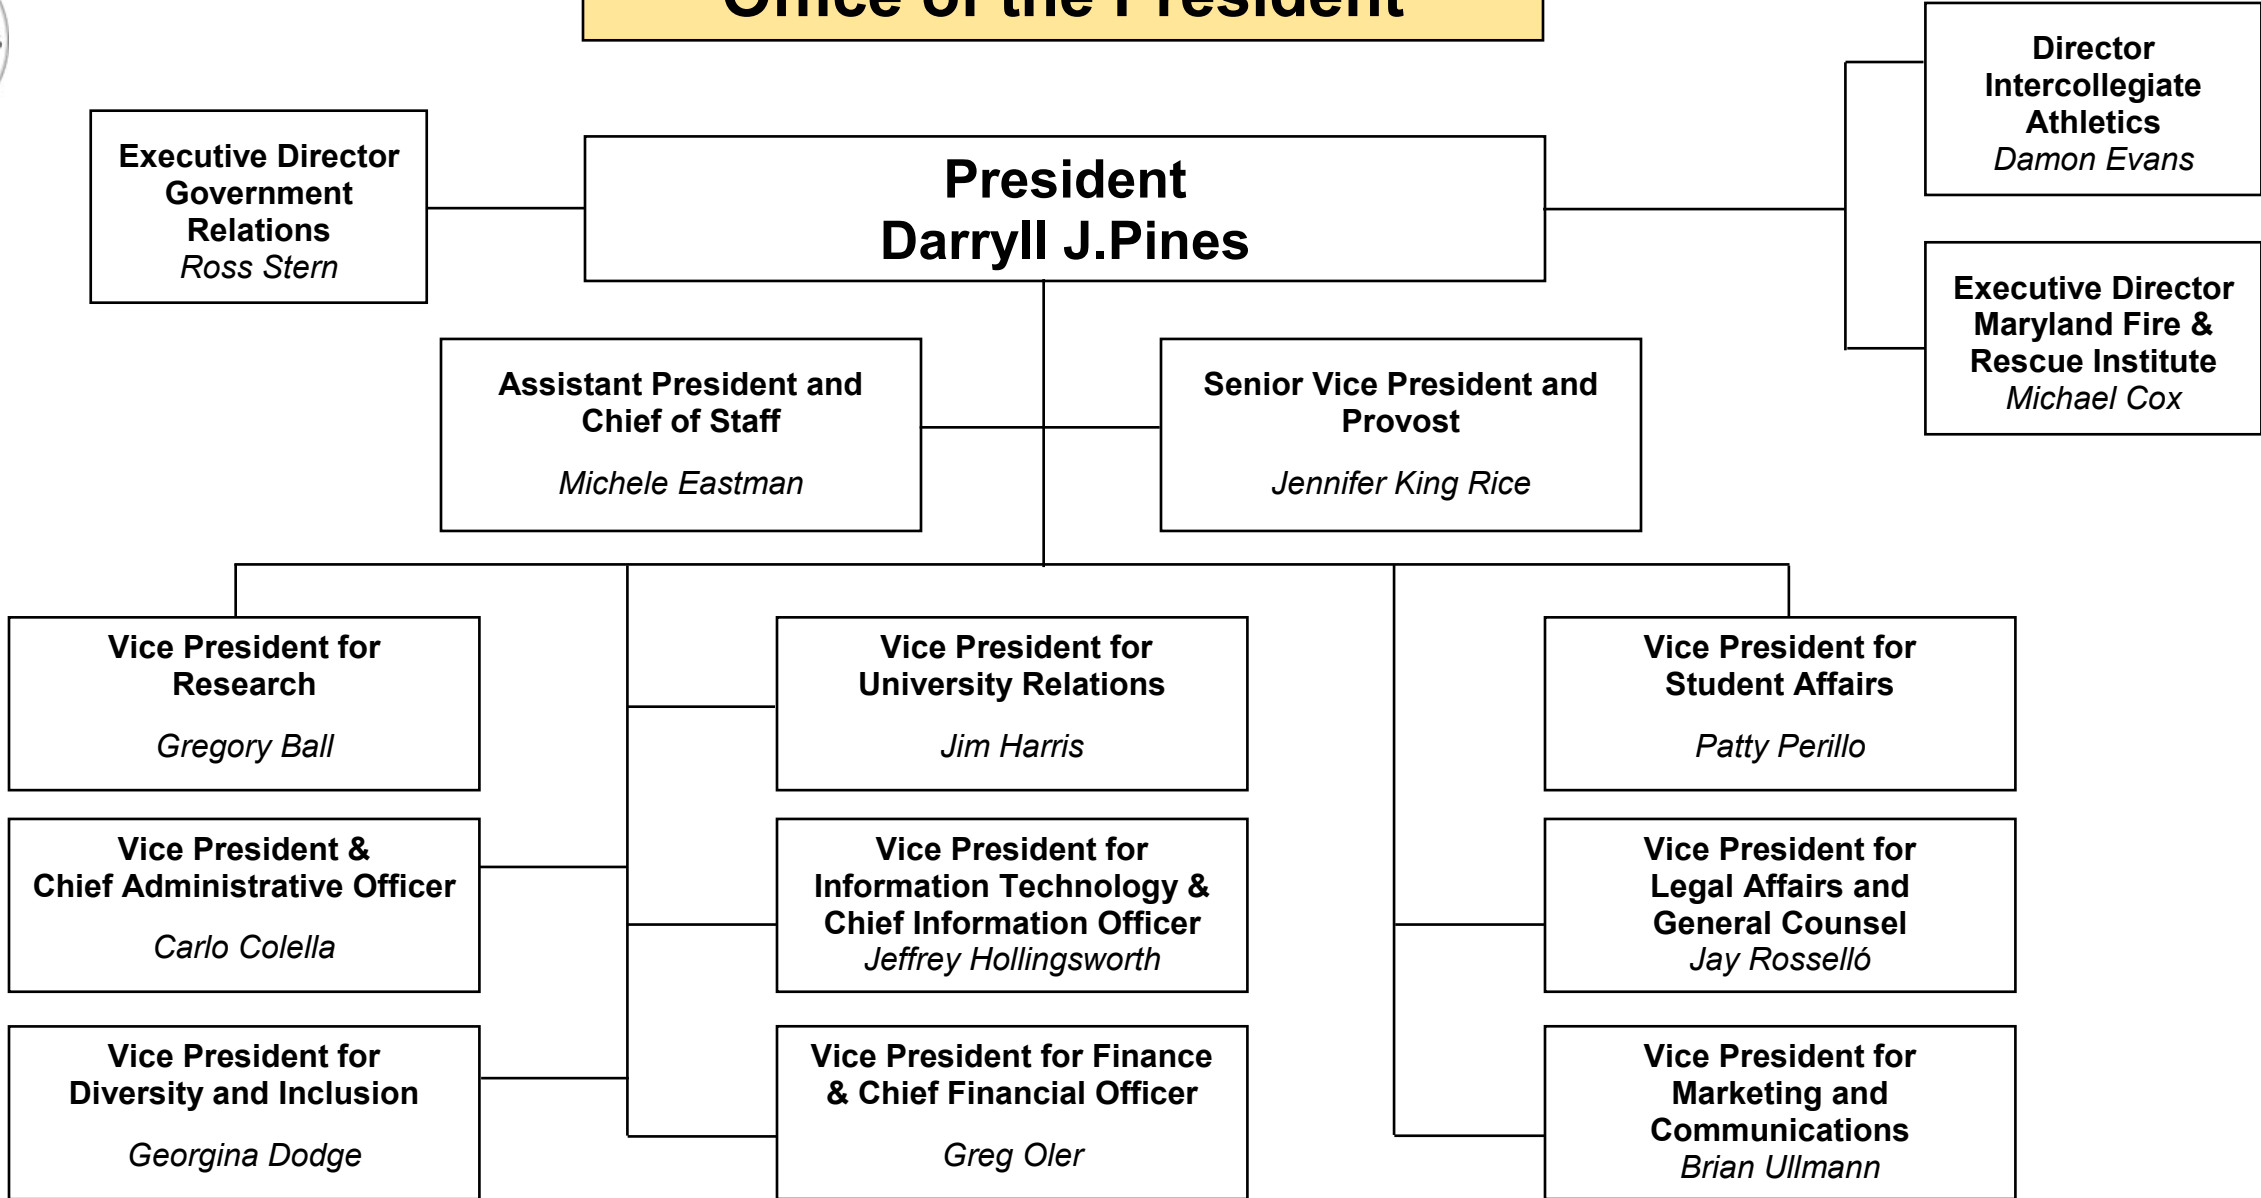 Office of the President
Director
Intercollegiate
Athletics
Damon Evans
Executive Director
Government
Relations
Ross Stern
President
Darryll J.Pines
Executive Director
Maryland Fire &
Rescue Institute
Michael Cox
Assistant President and
Chief of Staff
Michele Eastman
Senior Vice President and
Provost
Jennifer King Rice
Vice President for
Research
Gregory Ball
Vice President for
University Relations
Jim Harris
Vice President for
Student Affairs
Patty Perillo
Vice President &
Chief Administrative Officer
Carlo Colella
Vice President for
Information Technology &
Chief Information Officer
Jeffrey Hollingsworth
Vice President for
Legal Affairs and
General Counsel
Jay Rosselló
Vice President for
Diversity and Inclusion
Georgina Dodge
Vice President for Finance
& Chief Financial Officer
Greg Oler
Vice President for
Marketing and
Communications
Brian Ullmann